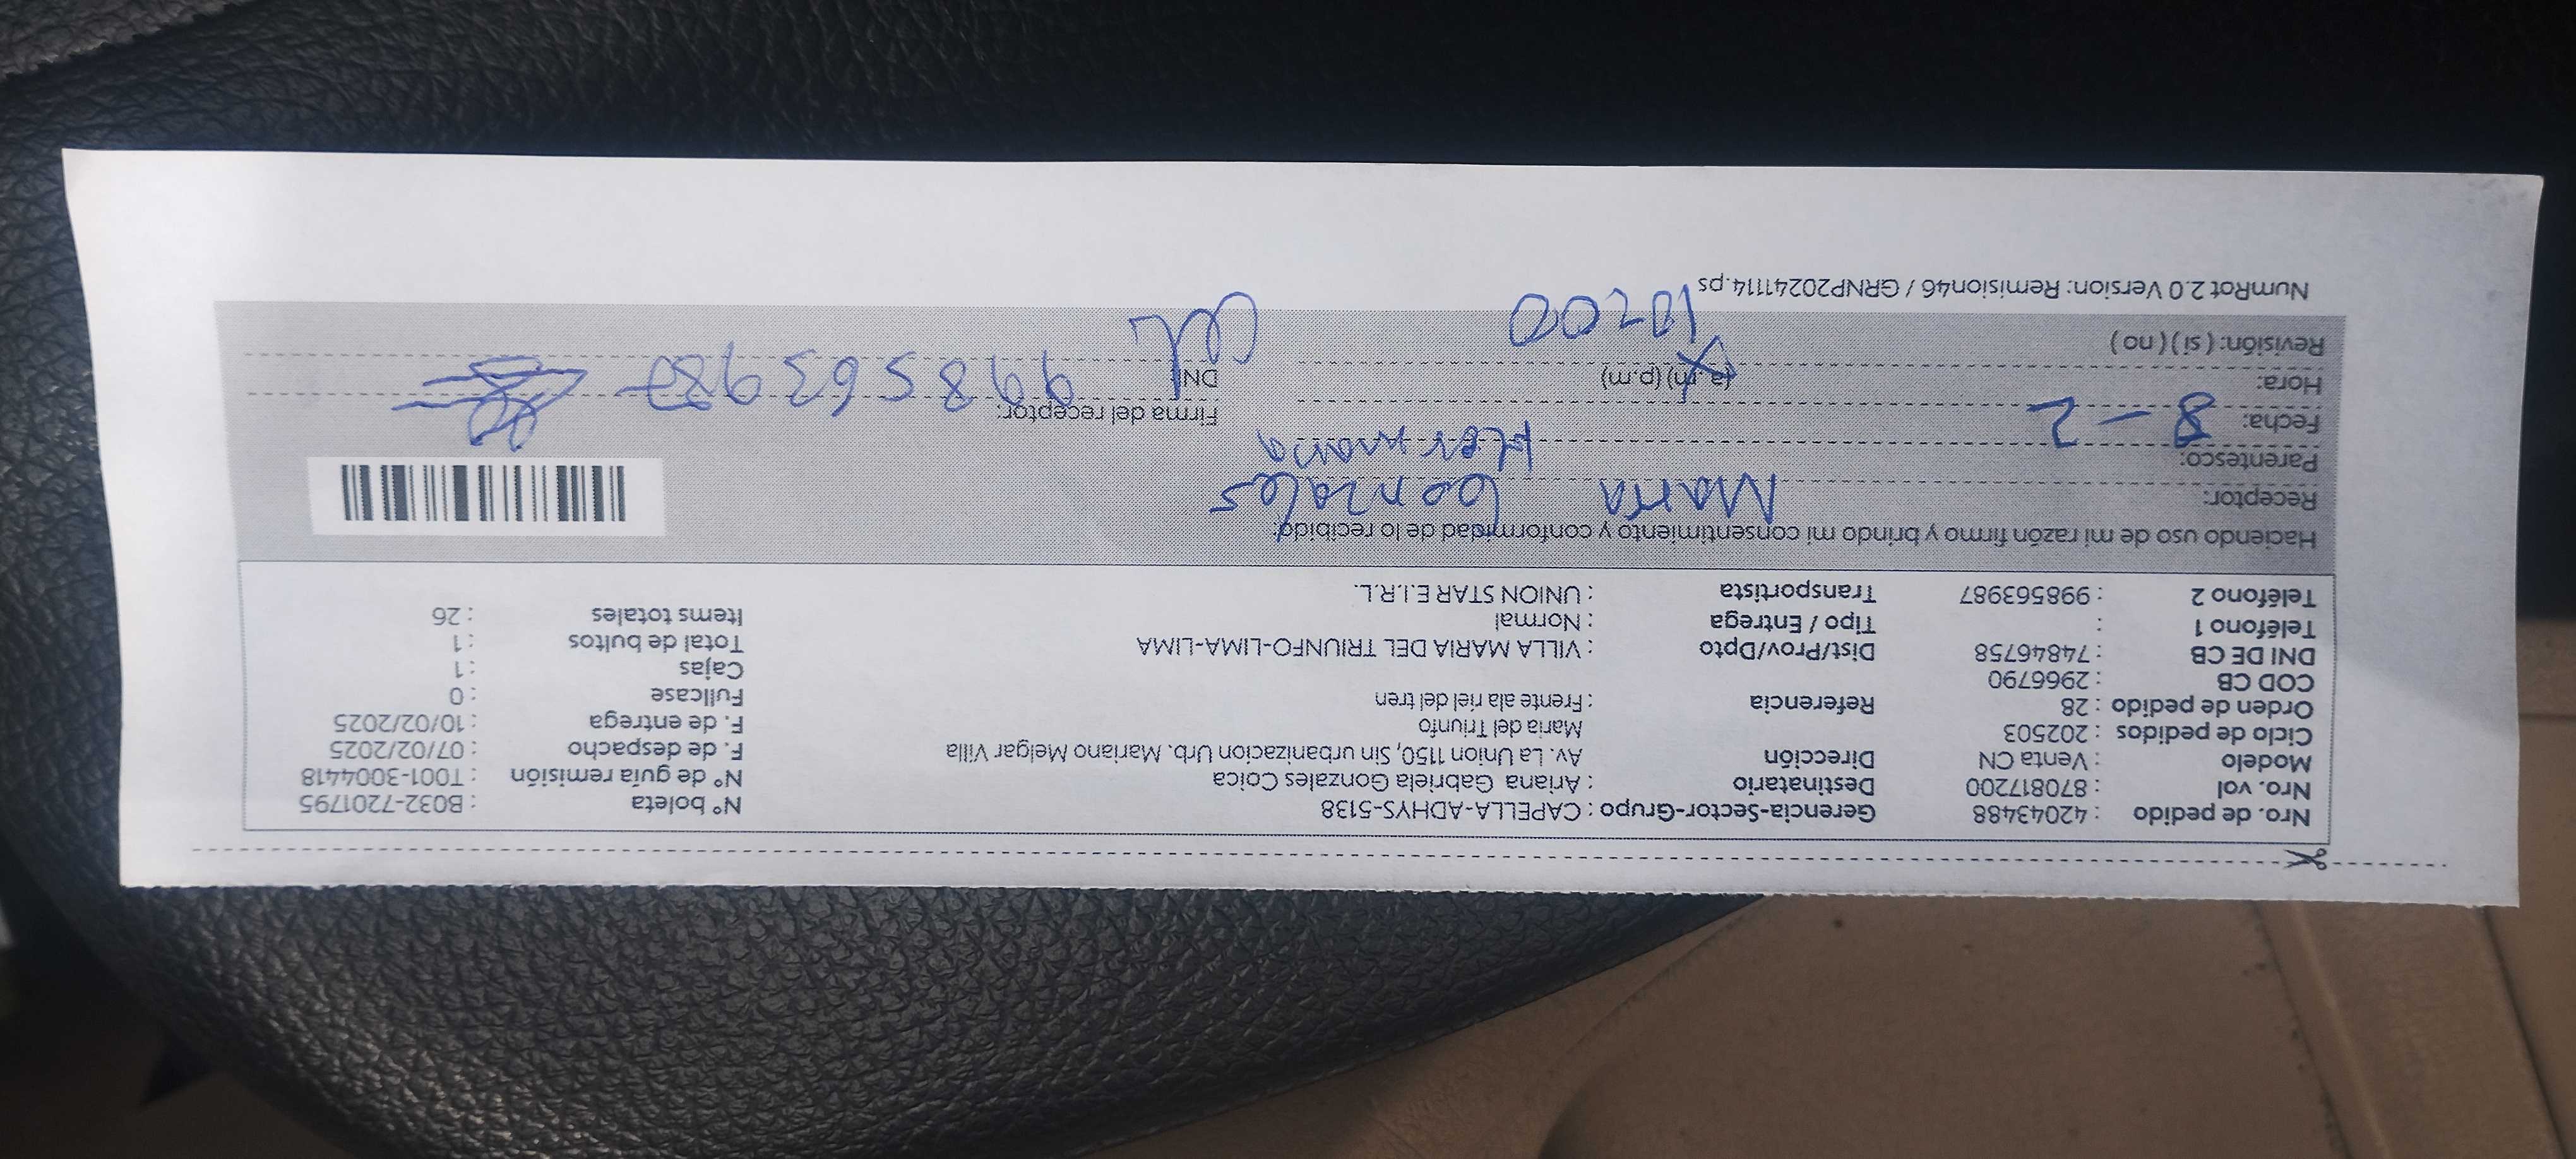 Nro. de pedido : 42043488 Gerencia-Sector-Grupo : CAPELLA-ADHYS-5138 N° boleta : B032-7201795
Nro. vol : 870817200 Destinatario : Ariana Gabriela Gonzales Coica N° de guía remisión : T001-3004418
Modelo : Venta CN Dirección Av. La Union 1150, Sin urbanizacion Urb. Mariano Melgar Villa F. de despacho : 07/02/2025
Ciclo de pedidos : 202503 Maria del Triunfo F. de entrega : 10/02/2025
Orden de pedido : 28 Referencia : Frente ala riel del tren Fullcase : 0
COD CB : 2966790 Cajas : 1
DNI DE CB : 74846758 Dist/Prov/Dpto : VILLA MARIA DEL TRIUNFO-LIMA-LIMA Total de bultos : 1
Teléfono 1 : Tipo / Entrega : Normal Items totales : 26
Teléfono 2 : 998563987 Transportista : UNION STAR E.I.R.L.
Haciendo uso de mi razón firmo y brindo mi consentimiento y conformidad de lo recibido:
Receptor: Gonzales
Parentesco: Hermana
Fecha: 8-2 Firma del receptor:
Hora: (a.m) (p.m) DNI: 998563987
Revisión: ( si ) ( no ) 10200 Cel
NumRot 2.0 Version: Remision46 / GRNP20241114.ps